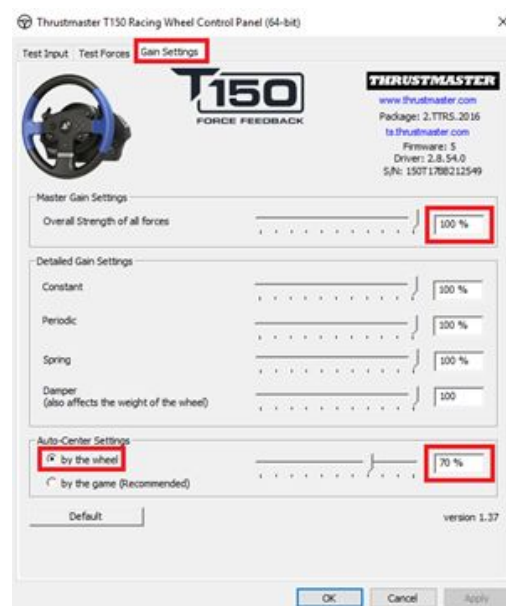 Thrustmaster T150 Racing Wheel Control Panel (64-bit)
Test Input Test Forces Gain Settings
T150
FORCE FEEDBACK
THRUSTMASTER
www.thrustmaster.com
Package: 2.TTRS.2016
ts.thrustmaster.com
Firmware: 5
Driver: 2.8.54.0
S/N: 150T17BB212549
Master Gain Settings
Overall Strength of all forces 100 %
Detailed Gain Settings
Constant 100 %
Periodic 100 %
Spring 100 %
Damper
(also affects the weight of the wheel) 100
Auto-Center Settings
by the wheel 70 %
by the game (Recommended)
Default version 1.37
OK Cancel Apply